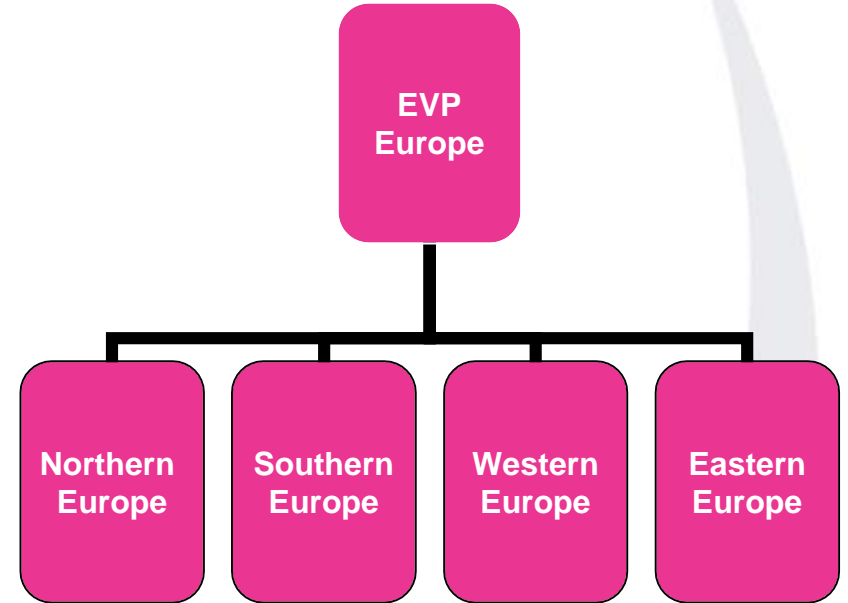 EVP
Europe
Northern
Europe
Southern
Europe
Western
Europe
Eastern
Europe